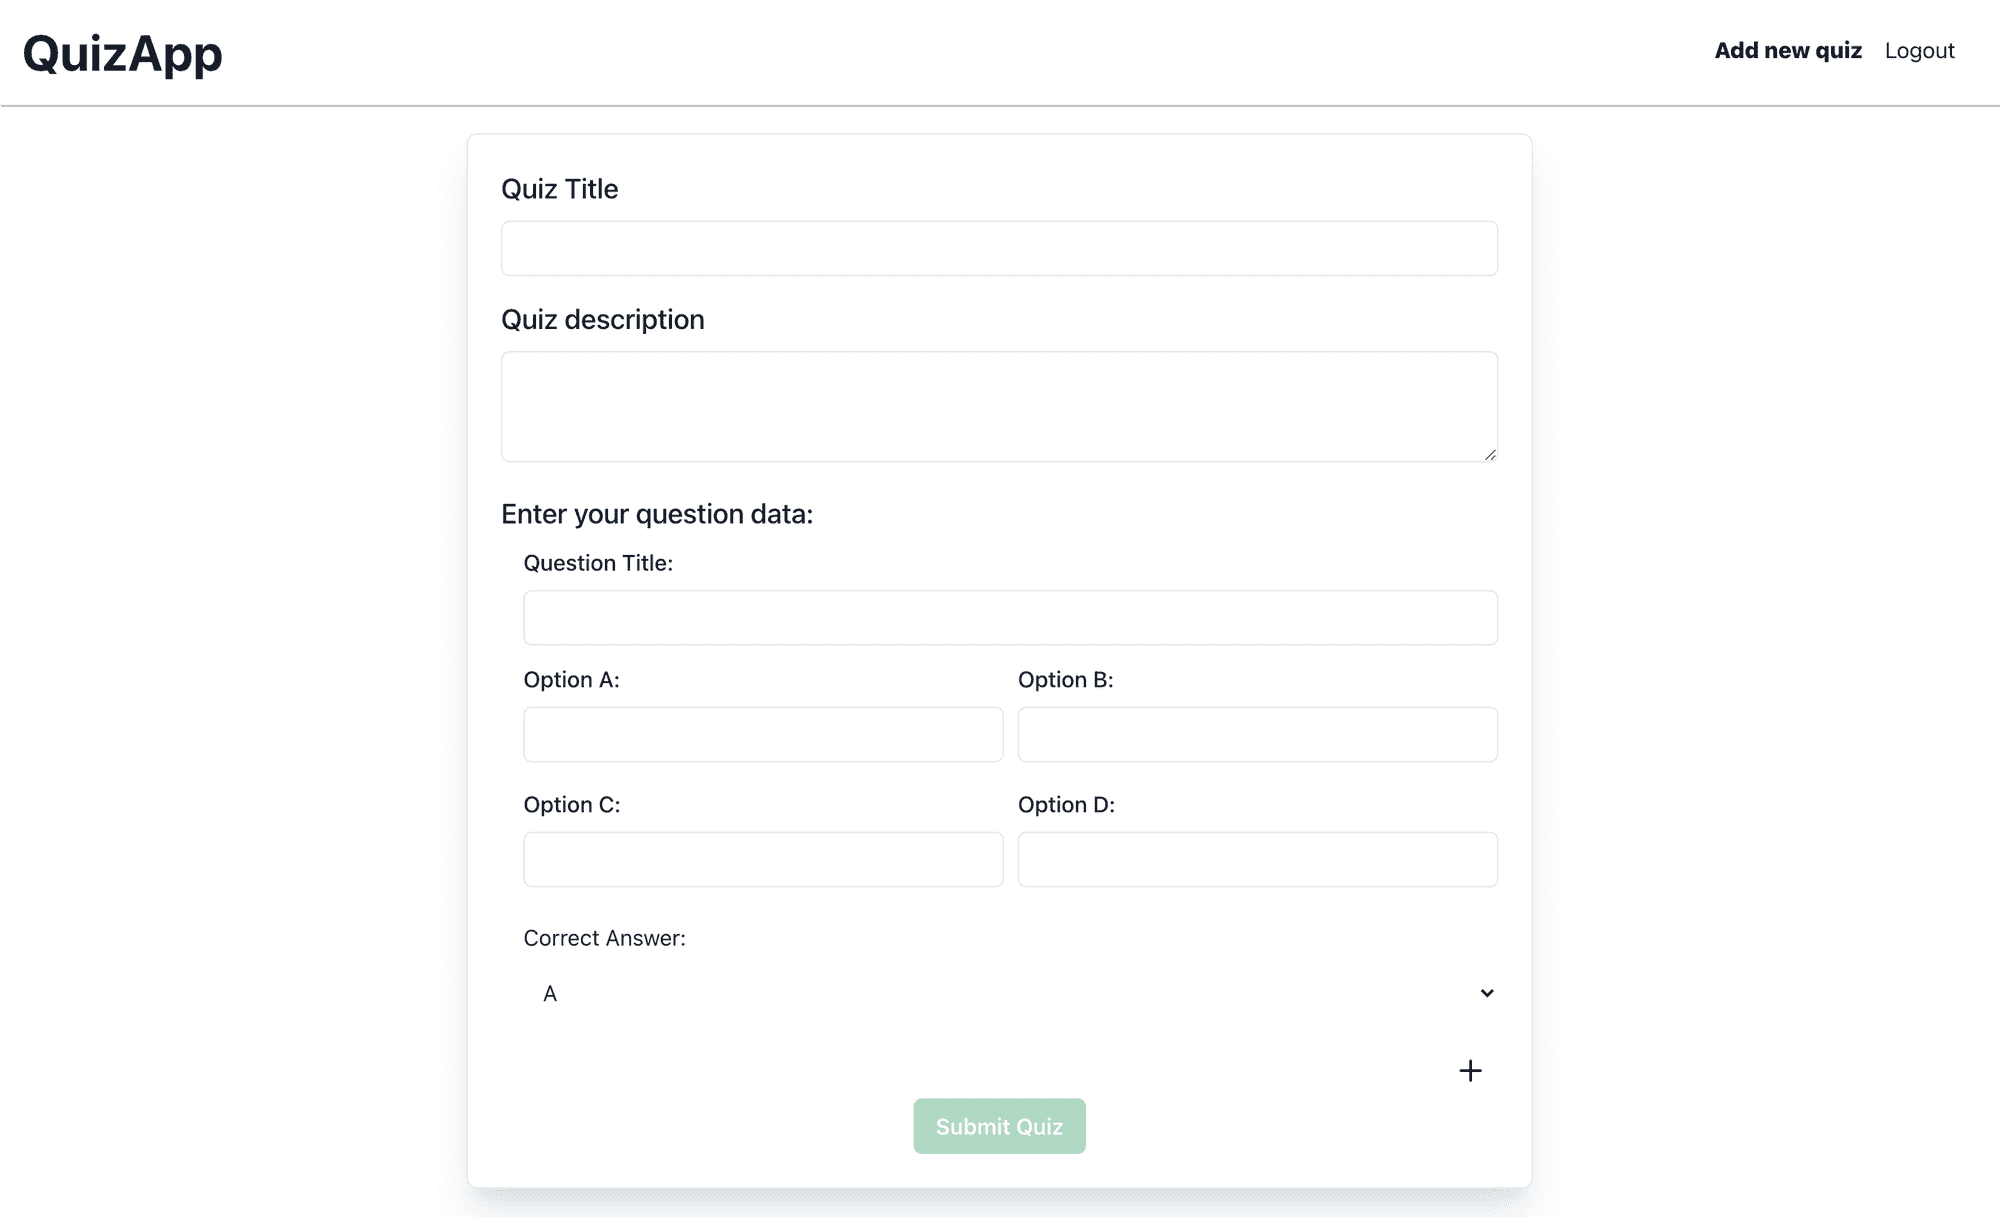 QuizApp
Add new quiz Logout
Quiz Title
Quiz description
Enter your question data:
Question Title:
Option A: Option B:
Option C: Option D:
Correct Answer:
A
Submit Quiz